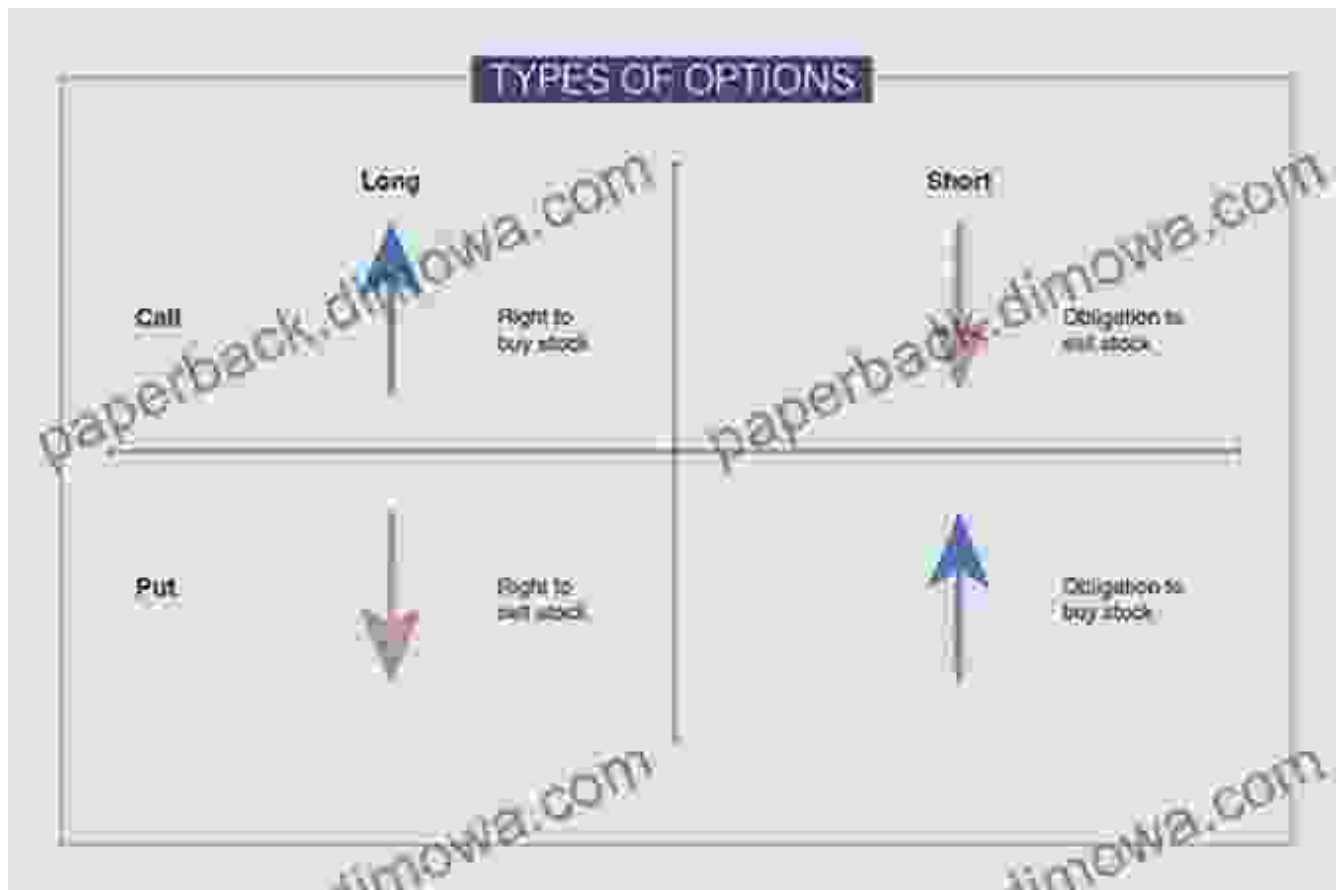 TYPES OF OPTIONS
Long
Short
Call
Right to
buy stock
Obligation to
sell stock
Put
Right to
sell stock
Obligation to
buy stock
paperback.dimowa.com
paperback.dimowa.com
dimowa.com
dimowa.com